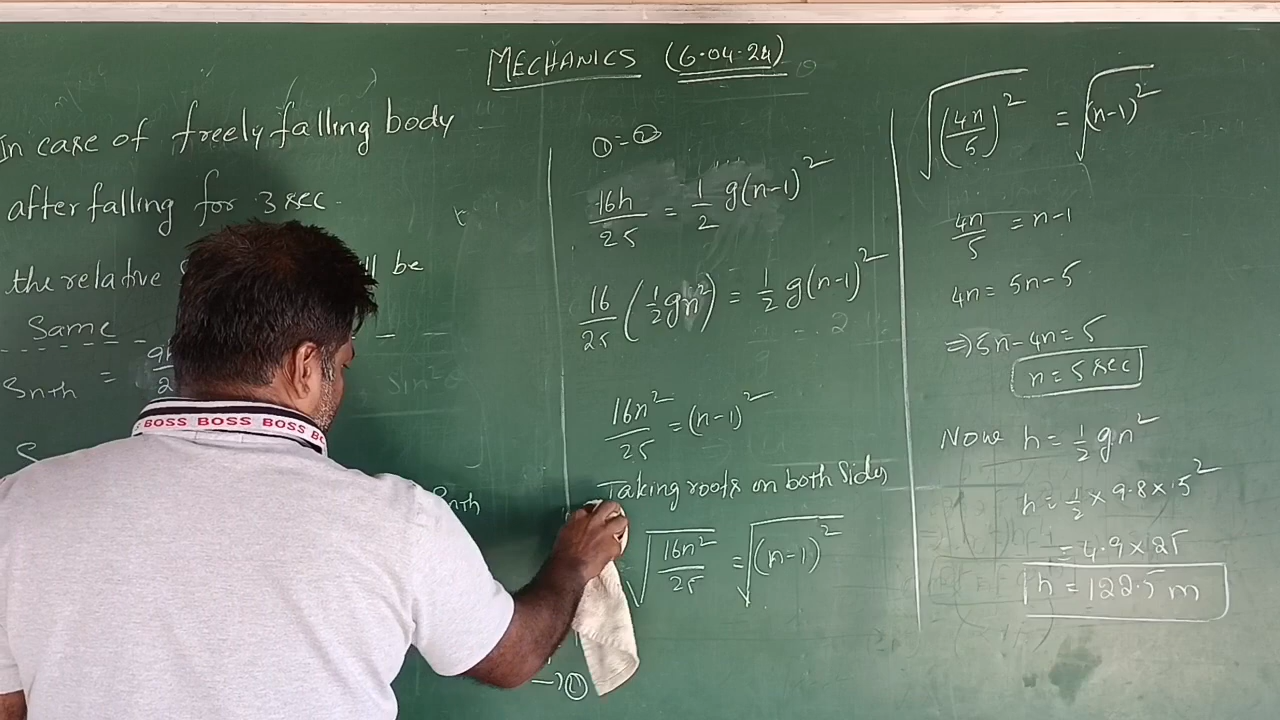 MECHANICS (6.04.24)
In case of freely falling body
after falling for 3 sec.
the relative be
Same
Snth =
nth
→①
①=②
16h/25 = 1/2 g(n-1)²
16/25 (1/2 gn²) = 1/2 g(n-1)²
16n²/25 = (n-1)²
Taking roots on both sides
√(16n²/25) = √(n-1)²
√(4n/5)² = √(n-1)²
4n/5 = n-1
4n = 5n-5
⇒5n-4n=5
n=5 sec
Now h = 1/2 gn²
h = 1/2 × 9.8 × 5²
= 4.9 × 25
h = 122.5 m
BOSS BOSS BOSS